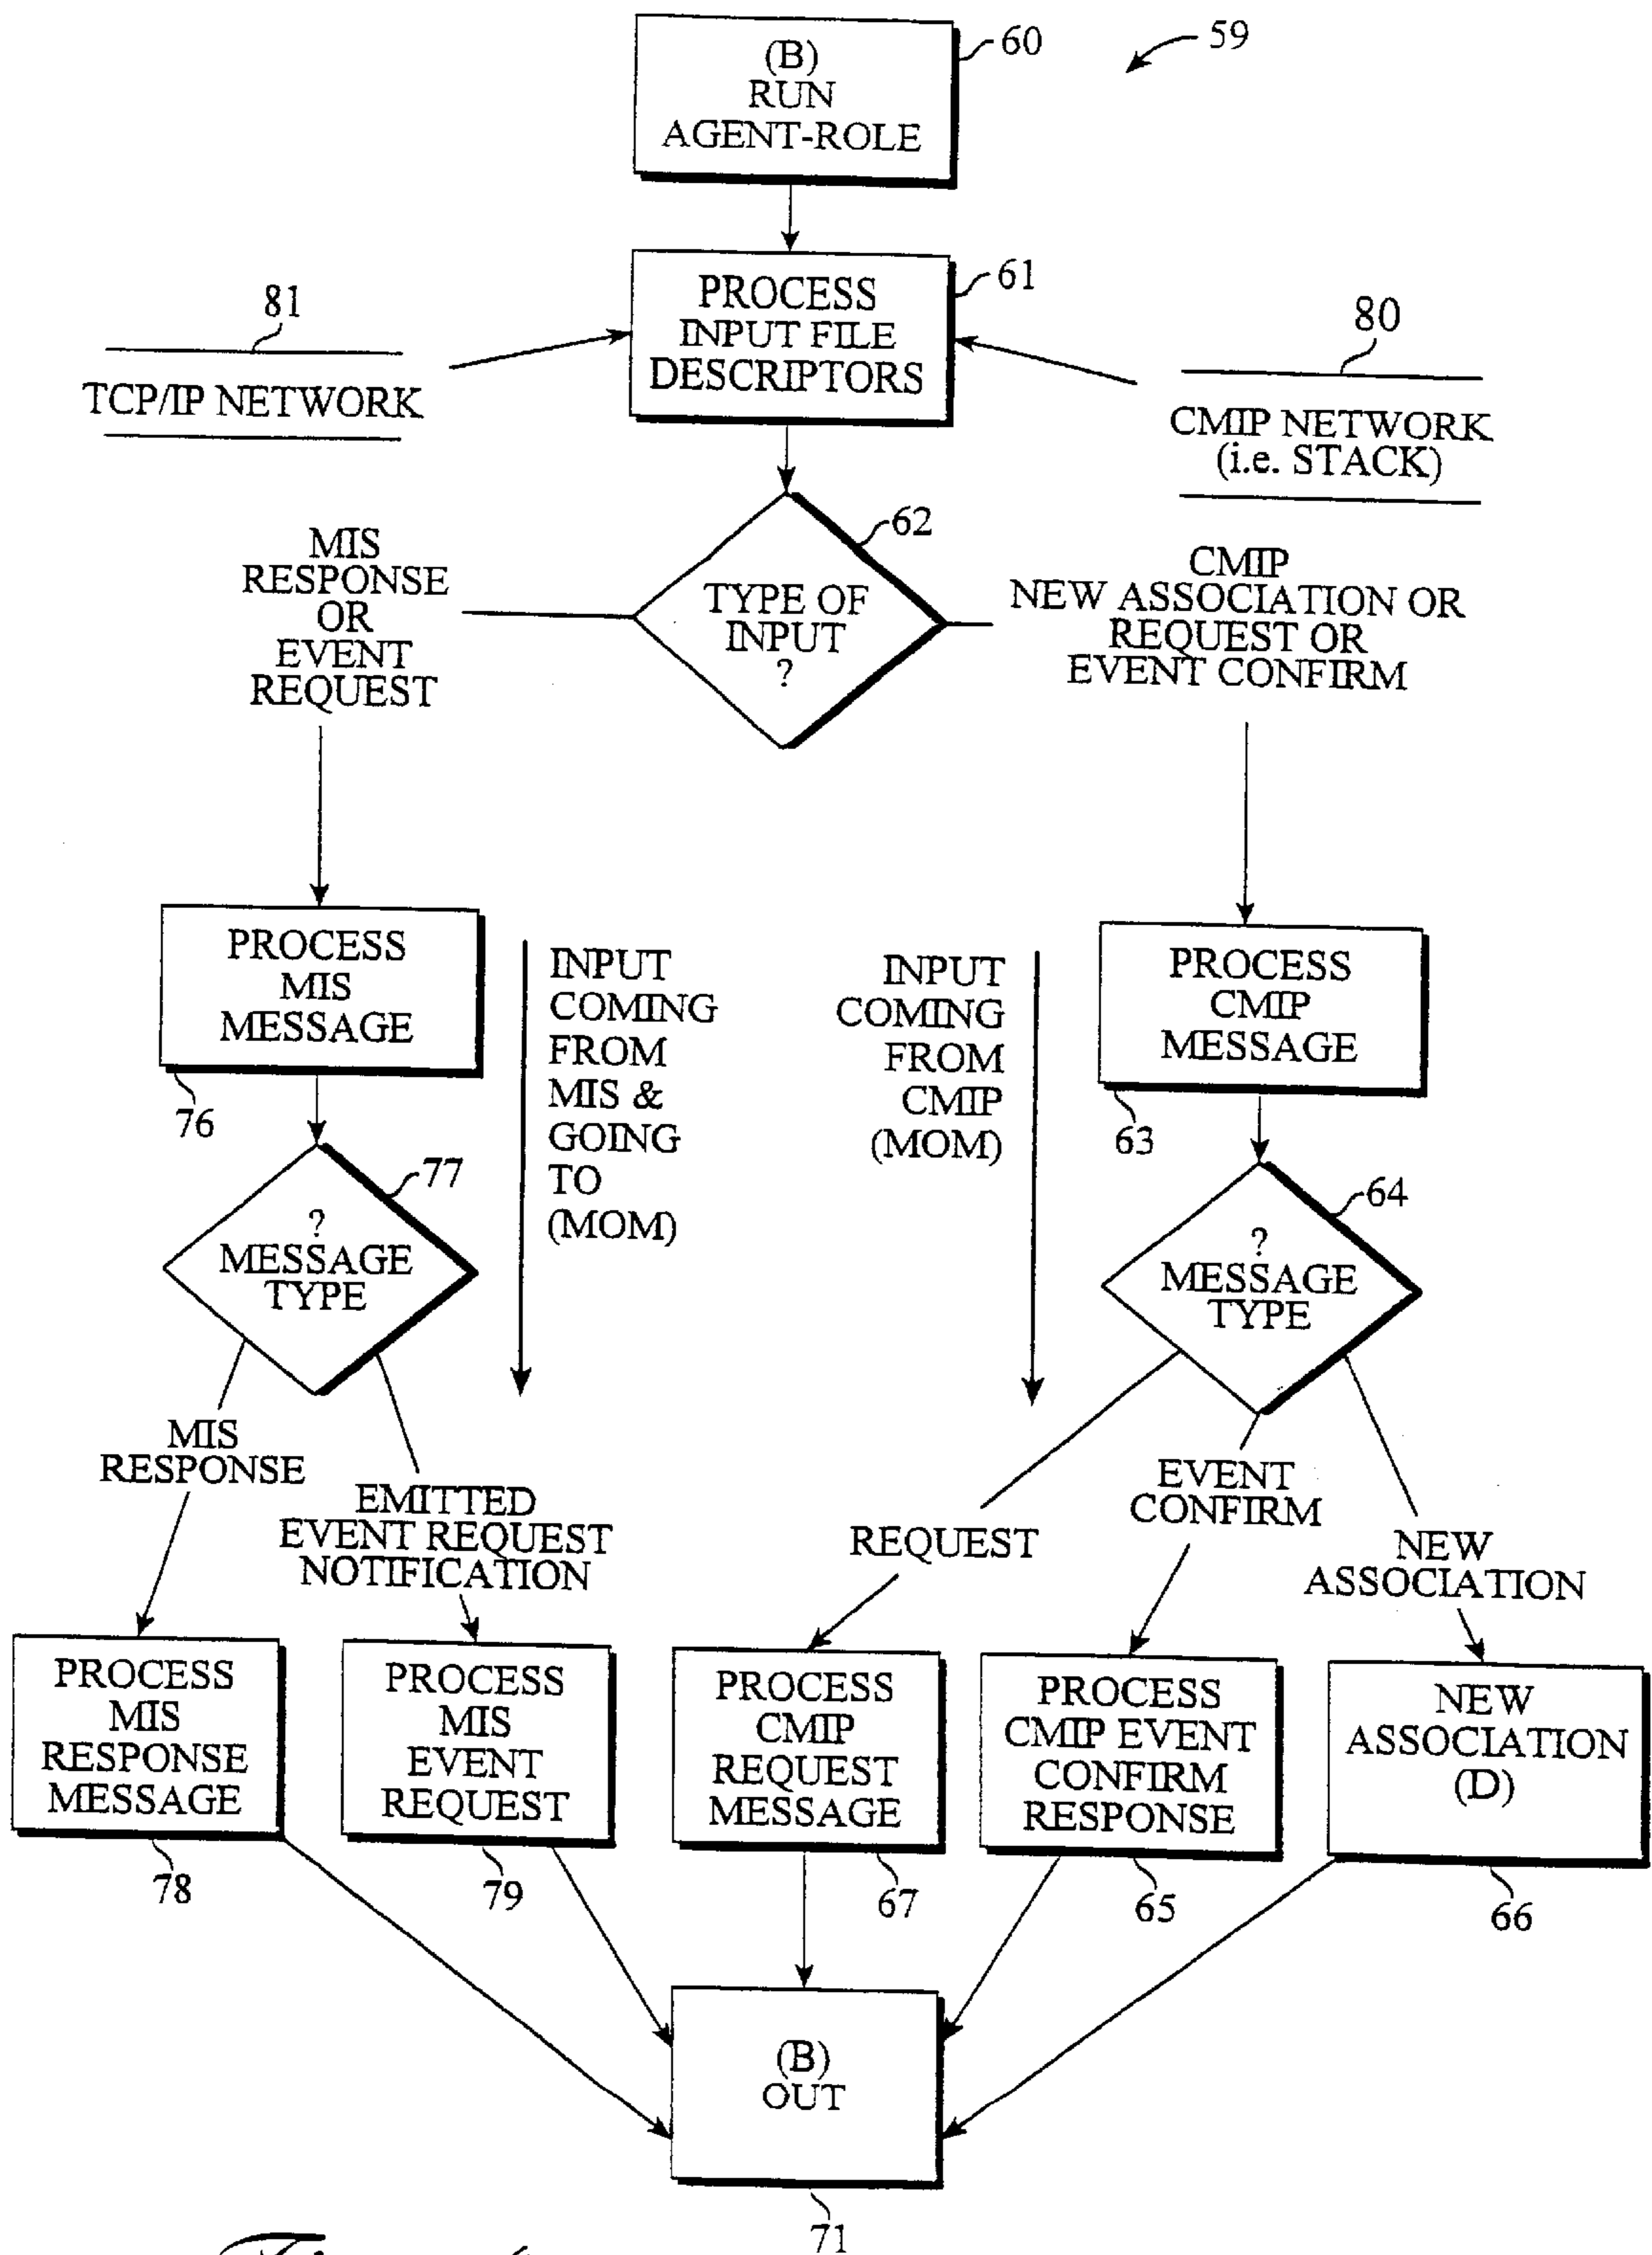 (B)
RUN
AGENT-ROLE
60
59
PROCESS
INPUT FILE
DESCRIPTORS
61
81
TCP/IP NETWORK
80
CMIP NETWORK
(i.e. STACK)
62
TYPE OF
INPUT
?
MIS
RESPONSE
OR
EVENT
REQUEST
CMIP
NEW ASSOCIATION OR
REQUEST OR
EVENT CONFIRM
PROCESS
MIS
MESSAGE
76
INPUT
COMING
FROM
MIS &
GOING
TO
(MOM)
INPUT
COMING
FROM
CMIP
(MOM)
PROCESS
CMIP
MESSAGE
63
77
?
MESSAGE
TYPE
64
?
MESSAGE
TYPE
MIS
RESPONSE
EMITTED
EVENT REQUEST
NOTIFICATION
REQUEST
EVENT
CONFIRM
NEW
ASSOCIATION
PROCESS
MIS
RESPONSE
MESSAGE
78
PROCESS
MIS
EVENT
REQUEST
79
PROCESS
CMIP
REQUEST
MESSAGE
67
PROCESS
CMIP EVENT
CONFIRM
RESPONSE
65
NEW
ASSOCIATION
(D)
66
(B)
OUT
71